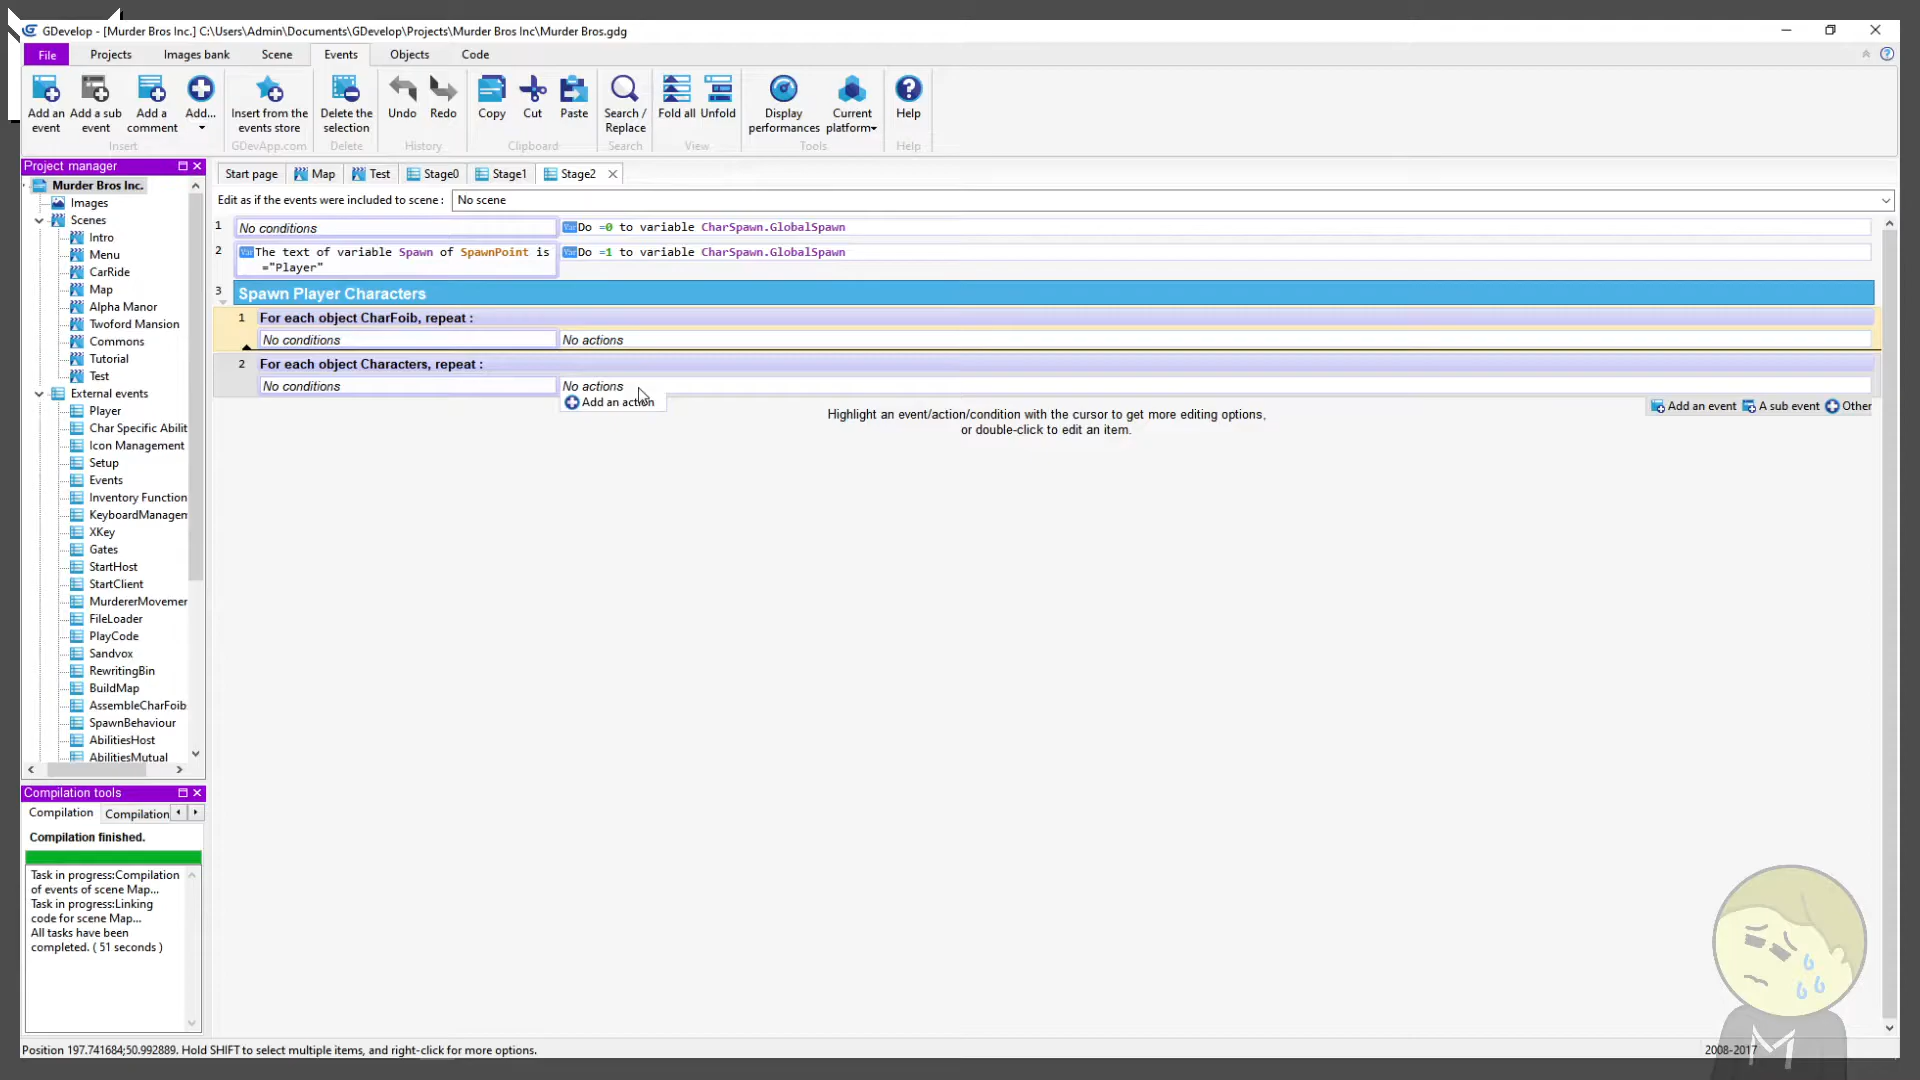 GDevelop - [Murder Bros Inc.] C:\Users\Admin\Documents\GDevelop\Projects\Murder Bros Inc\Murder Bros.gdg
File Projects Images bank Scene Events Objects Code
Add an event
Add a sub event
Add a comment
Add...
Insert
Insert from the events store
GDevApp.com
Delete the selection
Delete
Undo
Redo
History
Copy
Cut
Paste
Clipboard
Search / Replace
Search
Fold all
Unfold
View
Display performances
Current platform
Tools
Help
Help
Project manager
Murder Bros Inc.
Images
Scenes
Intro
Menu
CarRide
Map
Alpha Manor
Twoford Mansion
Commons
Tutorial
Test
External events
Player
Char Specific Abilit
Icon Management
Setup
Events
Inventory Function
KeyboardManagen
XKey
Gates
StartHost
StartClient
MurdererMovemer
FileLoader
PlayCode
Sandvox
RewritingBin
BuildMap
AssembleCharFoib
SpawnBehaviour
AbilitiesHost
AbilitiesMutual
Compilation tools
Compilation Compilation
Compilation finished.
Task in progress:Compilation
of events of scene Map...
Task in progress:Linking
code for scene Map...
All tasks have been
completed. ( 51 seconds )
Start page Map Test Stage0 Stage1 Stage2
Edit as if the events were included to scene : No scene
1 No conditions Do =0 to variable CharSpawn.GlobalSpawn
2 The text of variable Spawn of SpawnPoint is Do =1 to variable CharSpawn.GlobalSpawn
="Player"
3 Spawn Player Characters
1 For each object CharFoib, repeat :
No conditions No actions
2 For each object Characters, repeat :
No conditions No actions
Add an action
Add an event A sub event Other
Highlight an event/action/condition with the cursor to get more editing options,
or double-click to edit an item.
Position 197.741684;50.992889. Hold SHIFT to select multiple items, and right-click for more options.
2008-2017